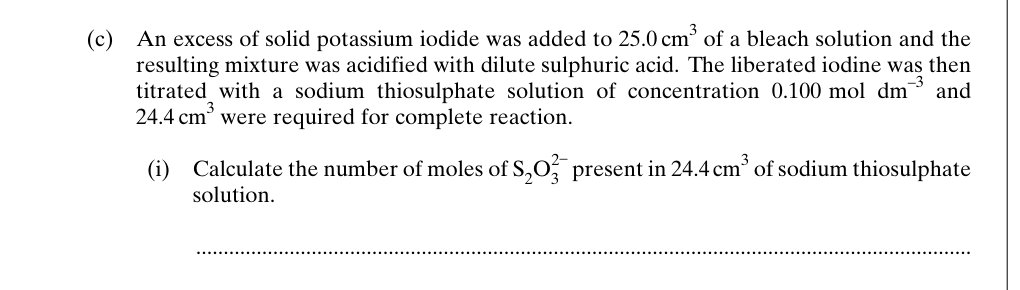 (c) An excess of solid potassium iodide was added to 25.0 cm³ of a bleach solution and the
resulting mixture was acidified with dilute sulphuric acid. The liberated iodine was then
titrated with a sodium thiosulphate solution of concentration 0.100 mol dm⁻³ and
24.4 cm³ were required for complete reaction.
(i) Calculate the number of moles of S₂O₃²⁻ present in 24.4 cm³ of sodium thiosulphate
solution.